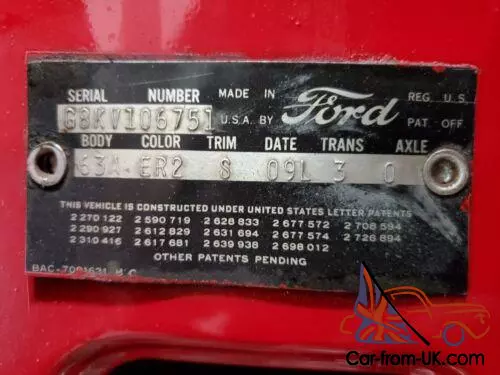 SERIAL NUMBER MADE IN Ford REG. U.S.
G8KV106751 U.S.A. BY PAT. OFF.
BODY COLOR TRIM DATE TRANS AXLE
63A ER2 S 09L 3 0
THIS VEHICLE IS CONSTRUCTED UNDER UNITED STATES LETTER PATENTS
2 270 122 2 590 719 2 628 833 2 677 572 2 708 594
2 290 927 2 612 829 2 631 694 2 677 574 2 726 894
2 310 416 2 617 681 2 639 938 2 698 012
OTHER PATENTS PENDING
Car-from-UK.com